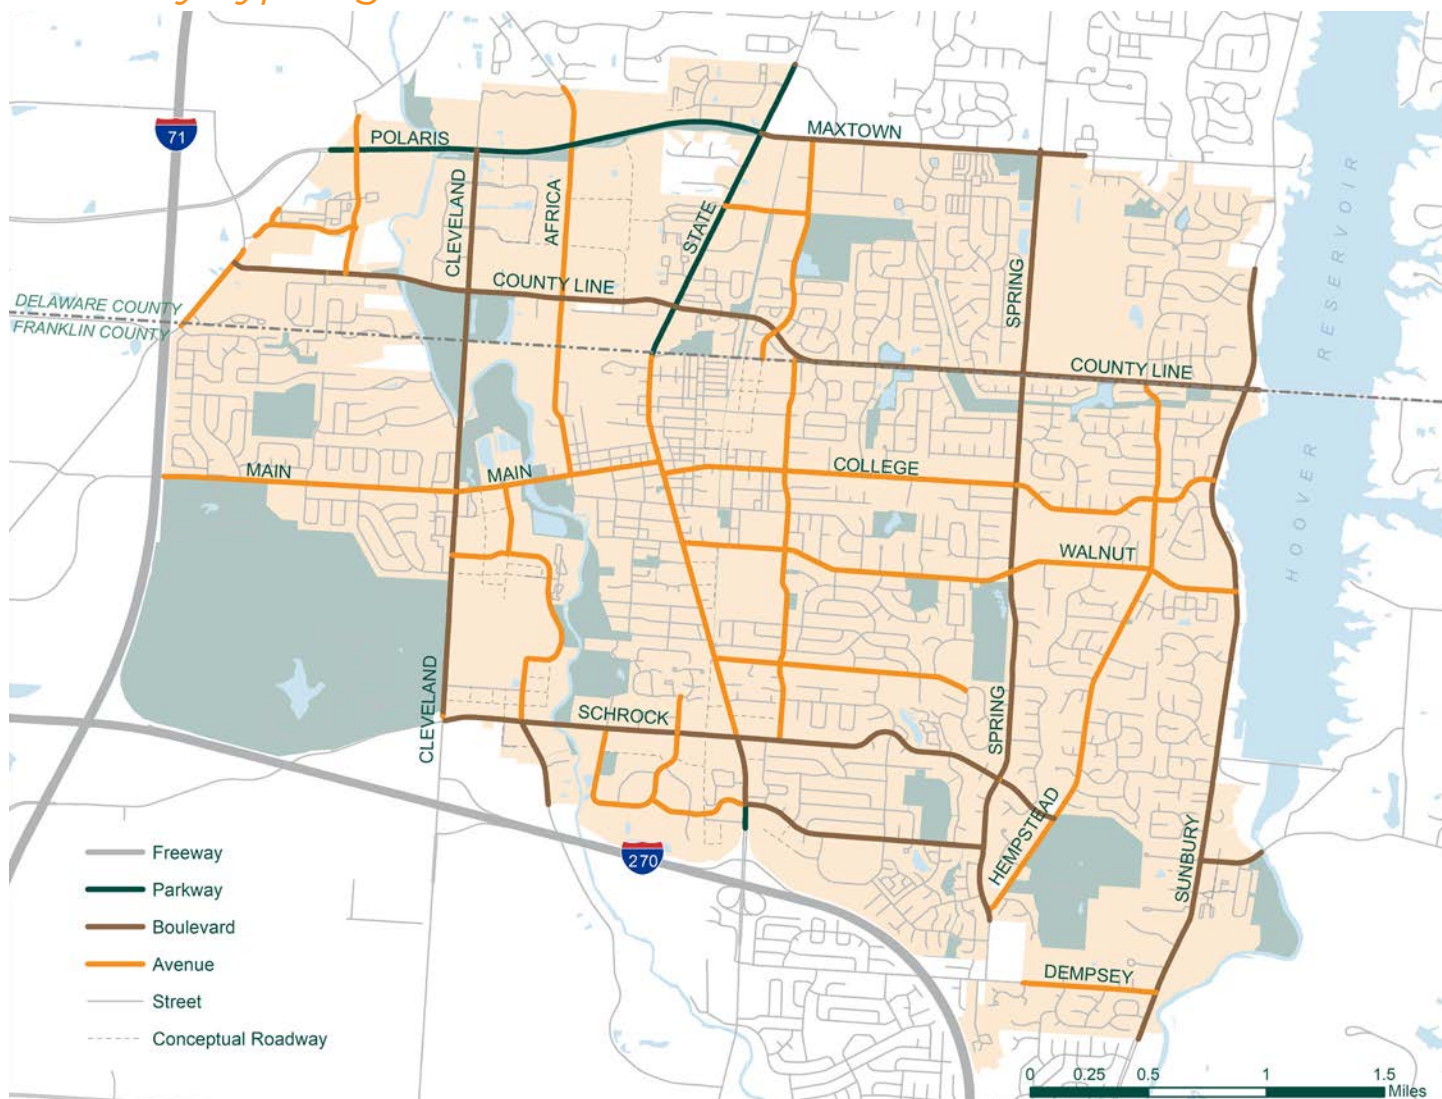 71
POLARIS
MAXTOWN
CLEVELAND
AFRICA
STATE
SPRING
COUNTY LINE
DELAWARE COUNTY
FRANKLIN COUNTY
COUNTY LINE
HOOVER RESERVOIR
MAIN
MAIN
COLLEGE
WALNUT
CLEVELAND
SCHROCK
SPRING
HEMPSTEAD
SUNBURY
270
DEMPSEY
Freeway
Parkway
Boulevard
Avenue
Street
Conceptual Roadway
0 0.25 0.5 1 1.5
Miles